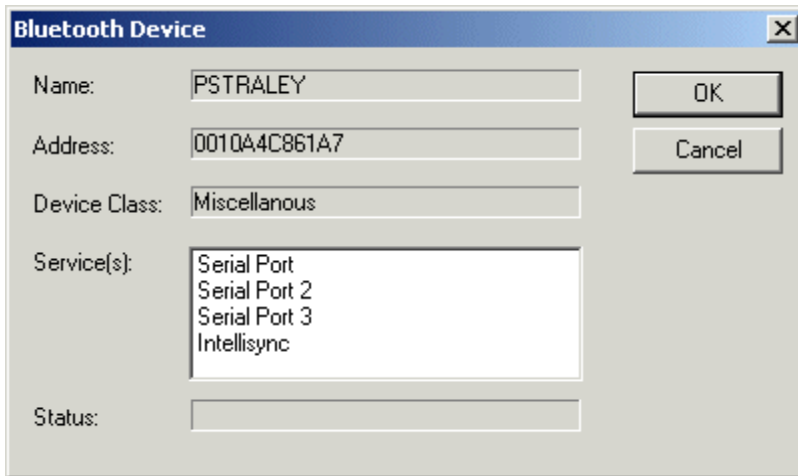 Bluetooth Device
Name: PSTRALEY
OK
Address: 0010A4C861A7
Cancel
Device Class: Miscellanous
Service(s): Serial Port
Serial Port 2
Serial Port 3
Intellisync
Status: